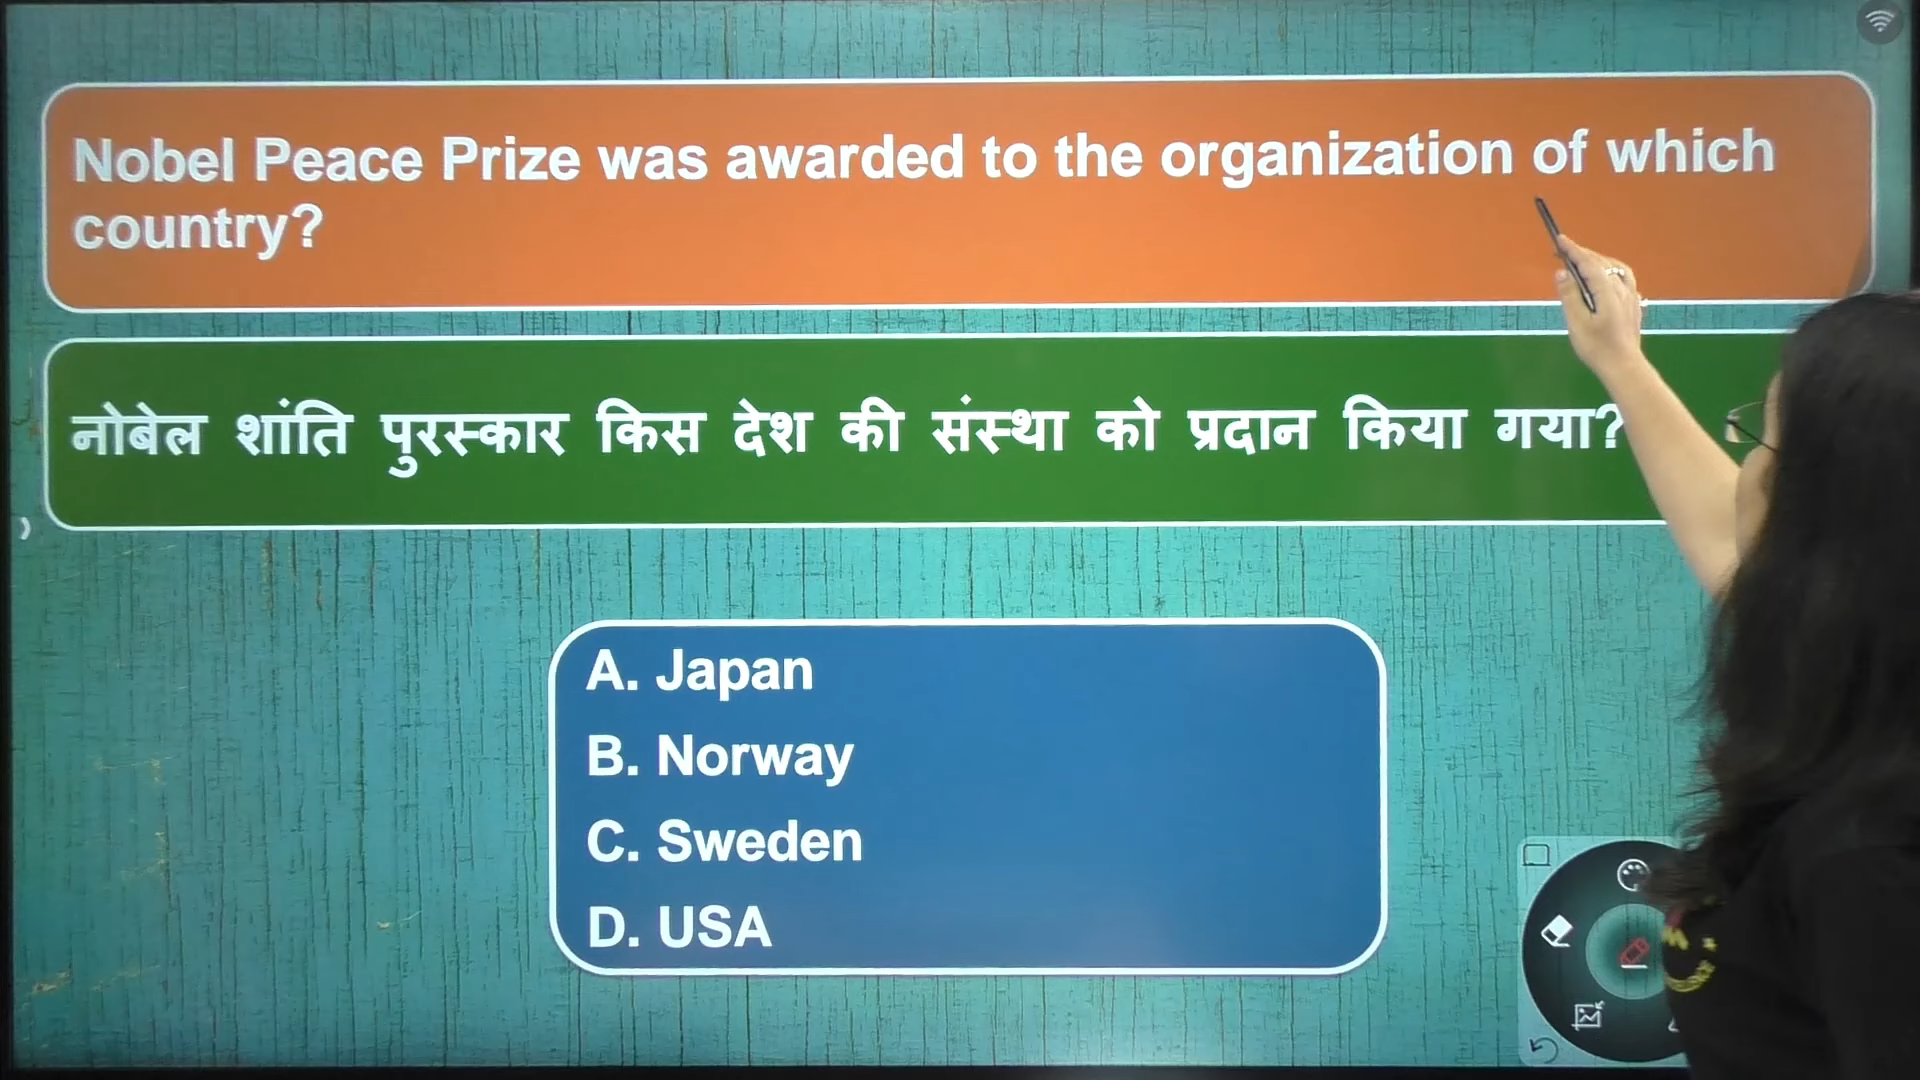 Nobel Peace Prize was awarded to the organization of which
country?
नोबेल शांति पुरस्कार किस देश की संस्था को प्रदान किया गया?
A. Japan
B. Norway
C. Sweden
D. USA